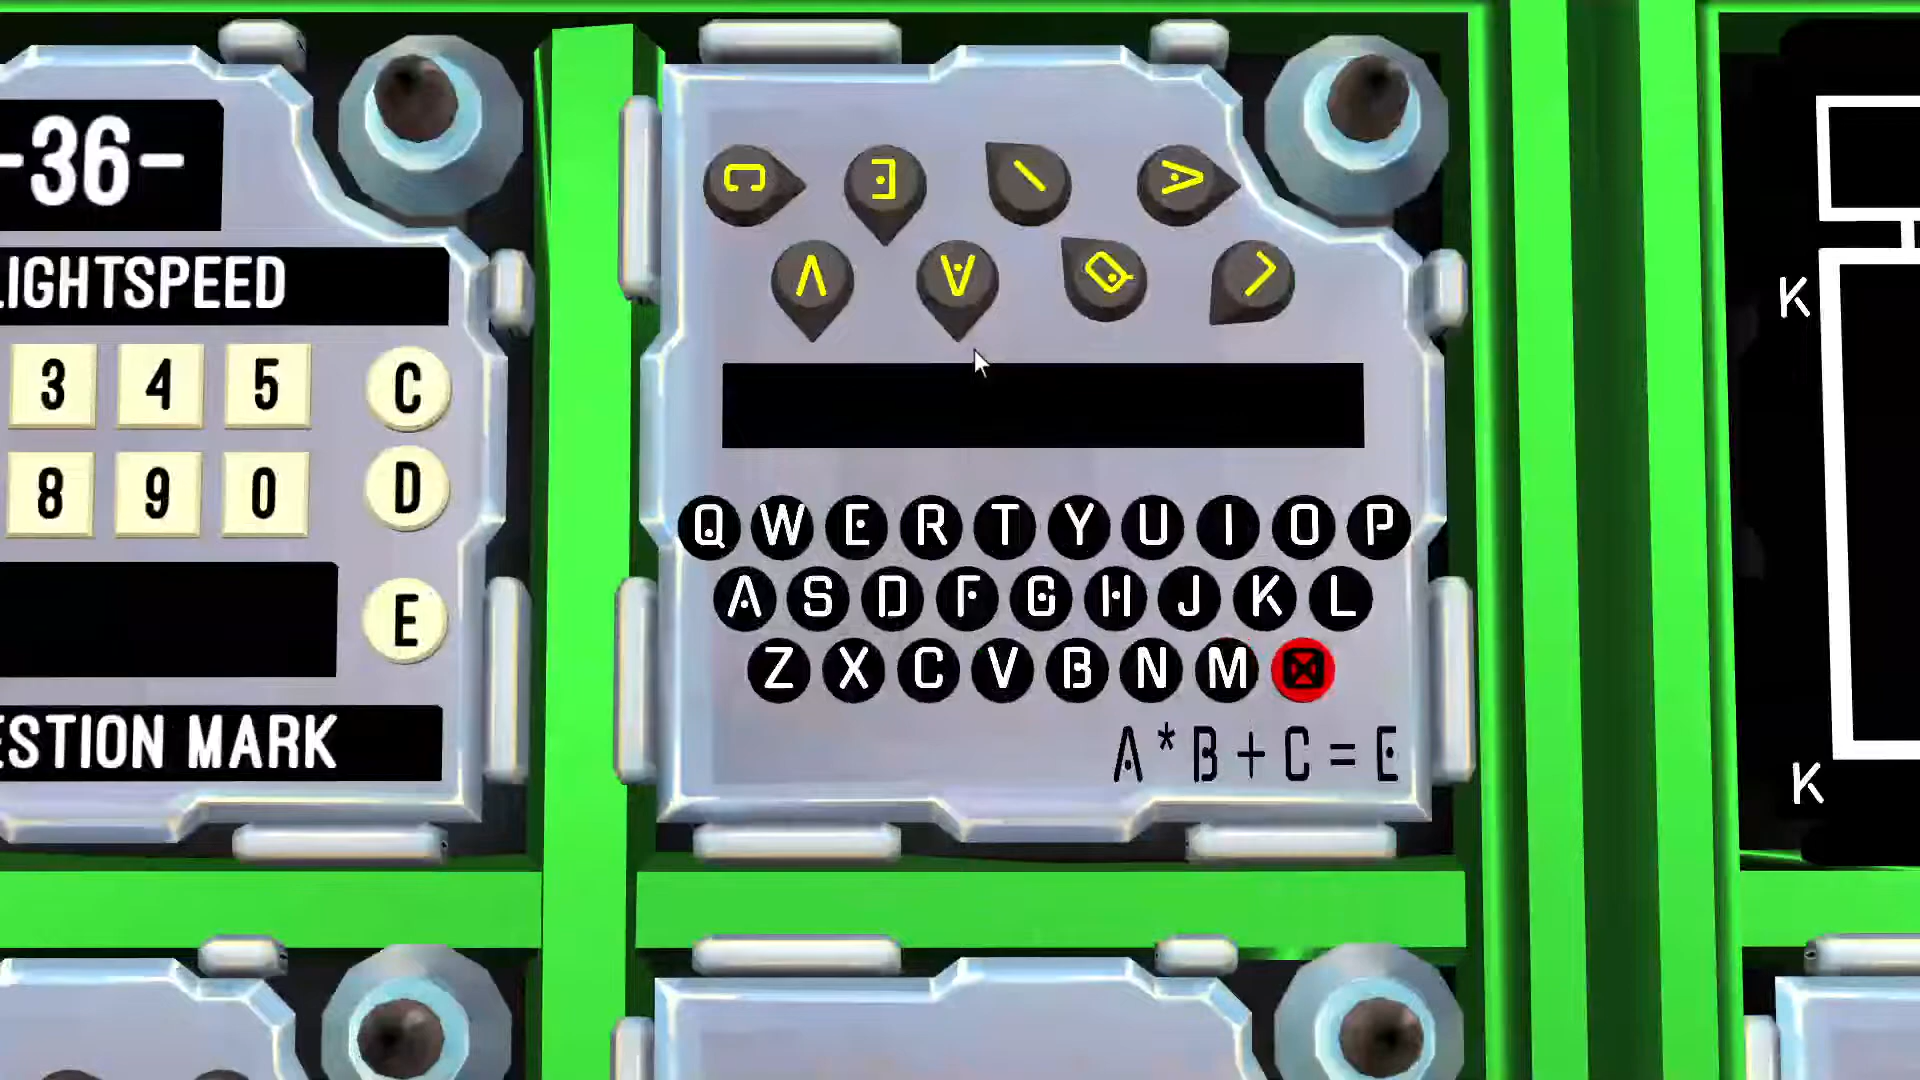 -36-
LIGHTSPEED
3 4 5 C
8 9 0 D
E
ESTION MARK
C E I A
V A Q L
Q W E R T Y U I O P
A S D F G H J K L
Z X C V B N M
A * B + C = E
K
K